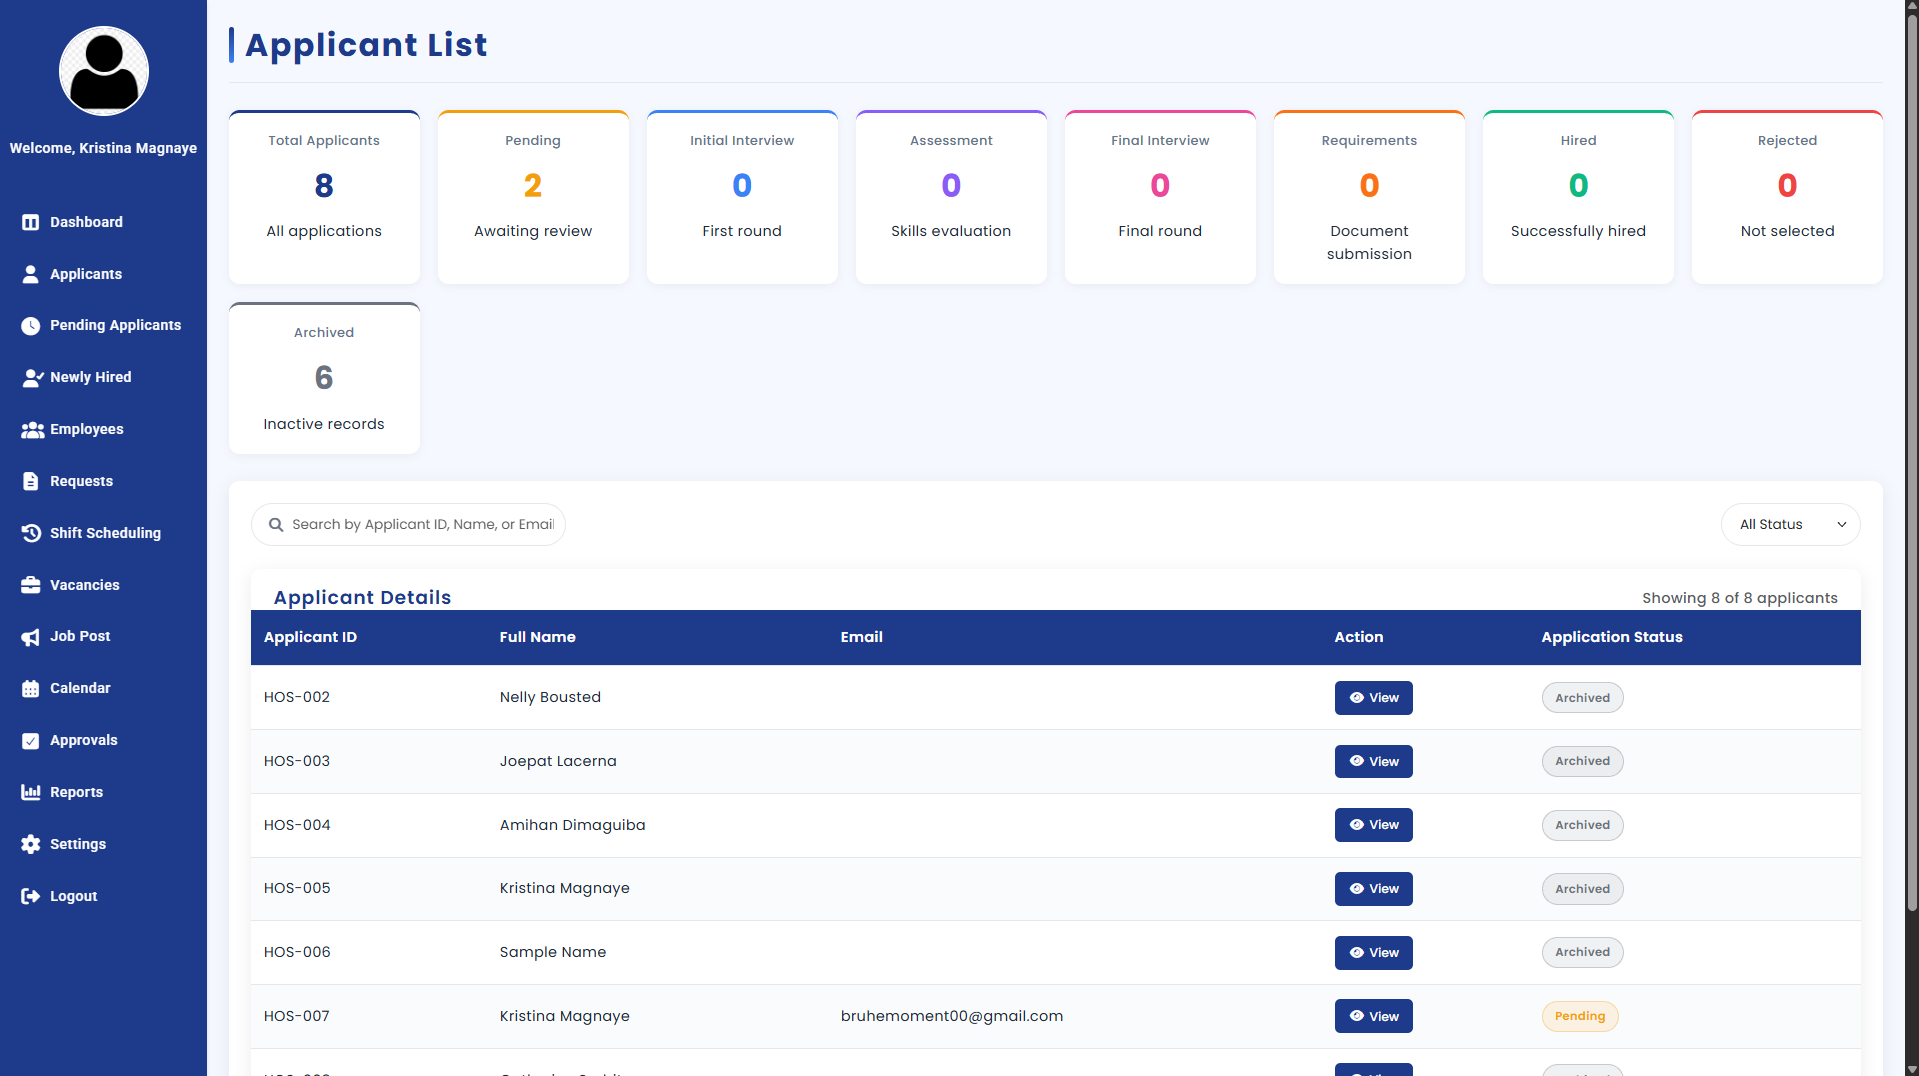 Welcome, Kristina Magnaye
Dashboard
Applicants
Pending Applicants
Newly Hired
Employees
Requests
Shift Scheduling
Vacancies
Job Post
Calendar
Approvals
Reports
Settings
Logout
Applicant List
Total Applicants
8
All applications
Pending
2
Awaiting review
Initial Interview
0
First round
Assessment
0
Skills evaluation
Final Interview
0
Final round
Requirements
0
Document
submission
Hired
0
Successfully hired
Rejected
0
Not selected
Archived
6
Inactive records
Search by Applicant ID, Name, or Email
All Status
Applicant Details
Showing 8 of 8 applicants
Applicant ID Full Name Email Action Application Status
HOS-002 Nelly Bousted View Archived
HOS-003 Joepat Lacerna View Archived
HOS-004 Amihan Dimaguiba View Archived
HOS-005 Kristina Magnaye View Archived
HOS-006 Sample Name View Archived
HOS-007 Kristina Magnaye bruhemoment00@gmail.com View Pending